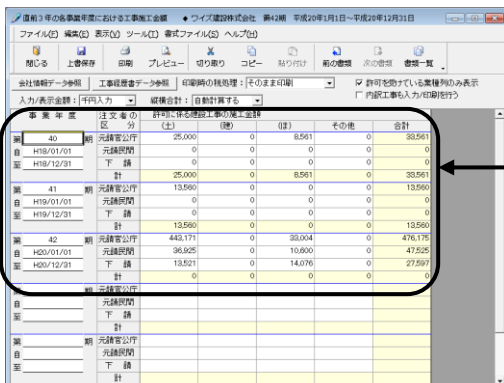 直前3年の各事業年度における工事施工金額 ◆ ワイズ建設株式会社 第42期 平成20年1月1日～平成20年12月31日
ファイル(F) 編集(E) 表示(V) ツール(T) 書式ファイル(S) ヘルプ(H)
閉じる 上書保存 印刷 プレビュー 切り取り コピー 貼り付け 前の書類 次の書類 書類一覧
会社情報データ参照 工事経歴書データ参照 印刷時の税処理: そのまま印刷 許可を受けている業種列のみ表示
入力/表示金額: 千円入力 縦横合計: 自動計算する 内訳工事も入力/印刷を行う
事 業 年 度 注文者の区 分 許可に係る建設工事の施工金額
(土) (建) (ほ) その他 合計
第 40 期 元請官公庁 25,000 0 8,561 0 33,561
自 H18/01/01 元請民間 0 0 0 0 0
至 H18/12/31 下 請 0 0 0 0 0
計 25,000 0 8,561 0 33,561
第 41 期 元請官公庁 13,560 0 0 0 13,560
自 H19/01/01 元請民間 0 0 0 0 0
至 H19/12/31 下 請 0 0 0 0 0
計 13,560 0 0 0 13,560
第 42 期 元請官公庁 443,171 0 33,004 0 476,175
自 H20/01/01 元請民間 36,925 0 10,600 0 47,525
至 H20/12/31 下 請 13,521 0 14,076 0 27,597
計 0 0 0 0 0
第 期 元請官公庁
自 元請民間
至 下 請
計
第 期 元請官公庁
自 元請民間
至 下 請
計